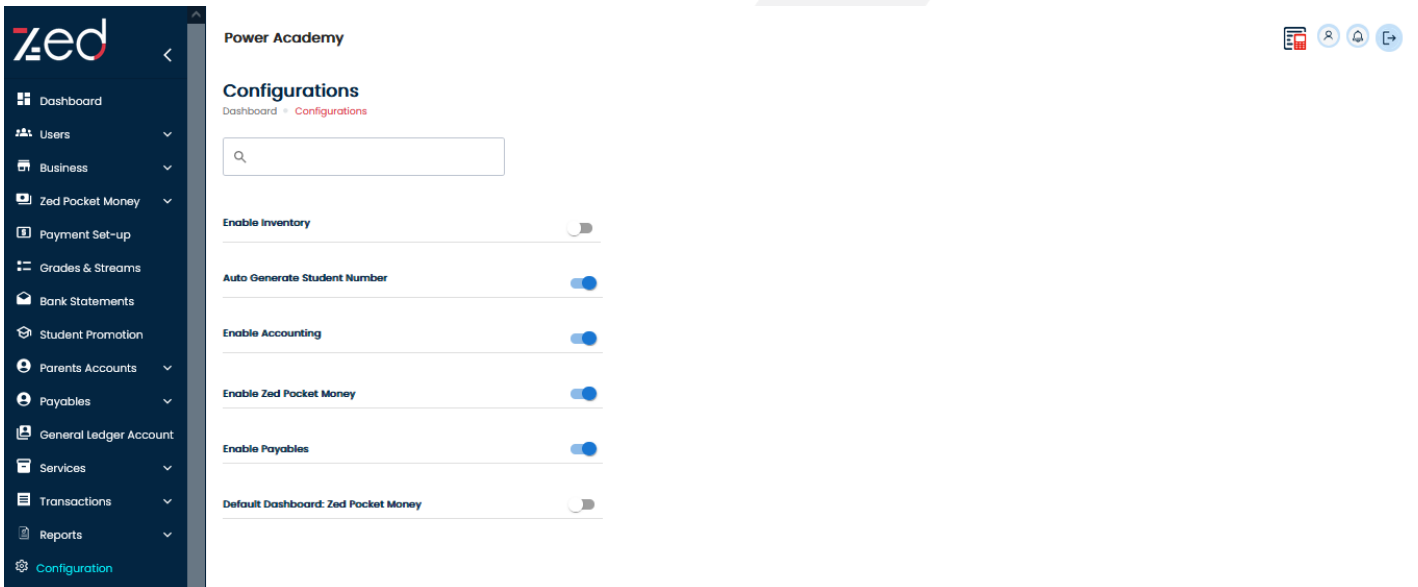 zed
Dashboard
Users
Business
Zed Pocket Money
Payment Set-up
Grades & Streams
Bank Statements
Student Promotion
Parents Accounts
Payables
General Ledger Account
Services
Transactions
Reports
Configuration
Power Academy
Configurations
Dashboard Configurations
Enable Inventory
Auto Generate Student Number
Enable Accounting
Enable Zed Pocket Money
Enable Payables
Default Dashboard: Zed Pocket Money